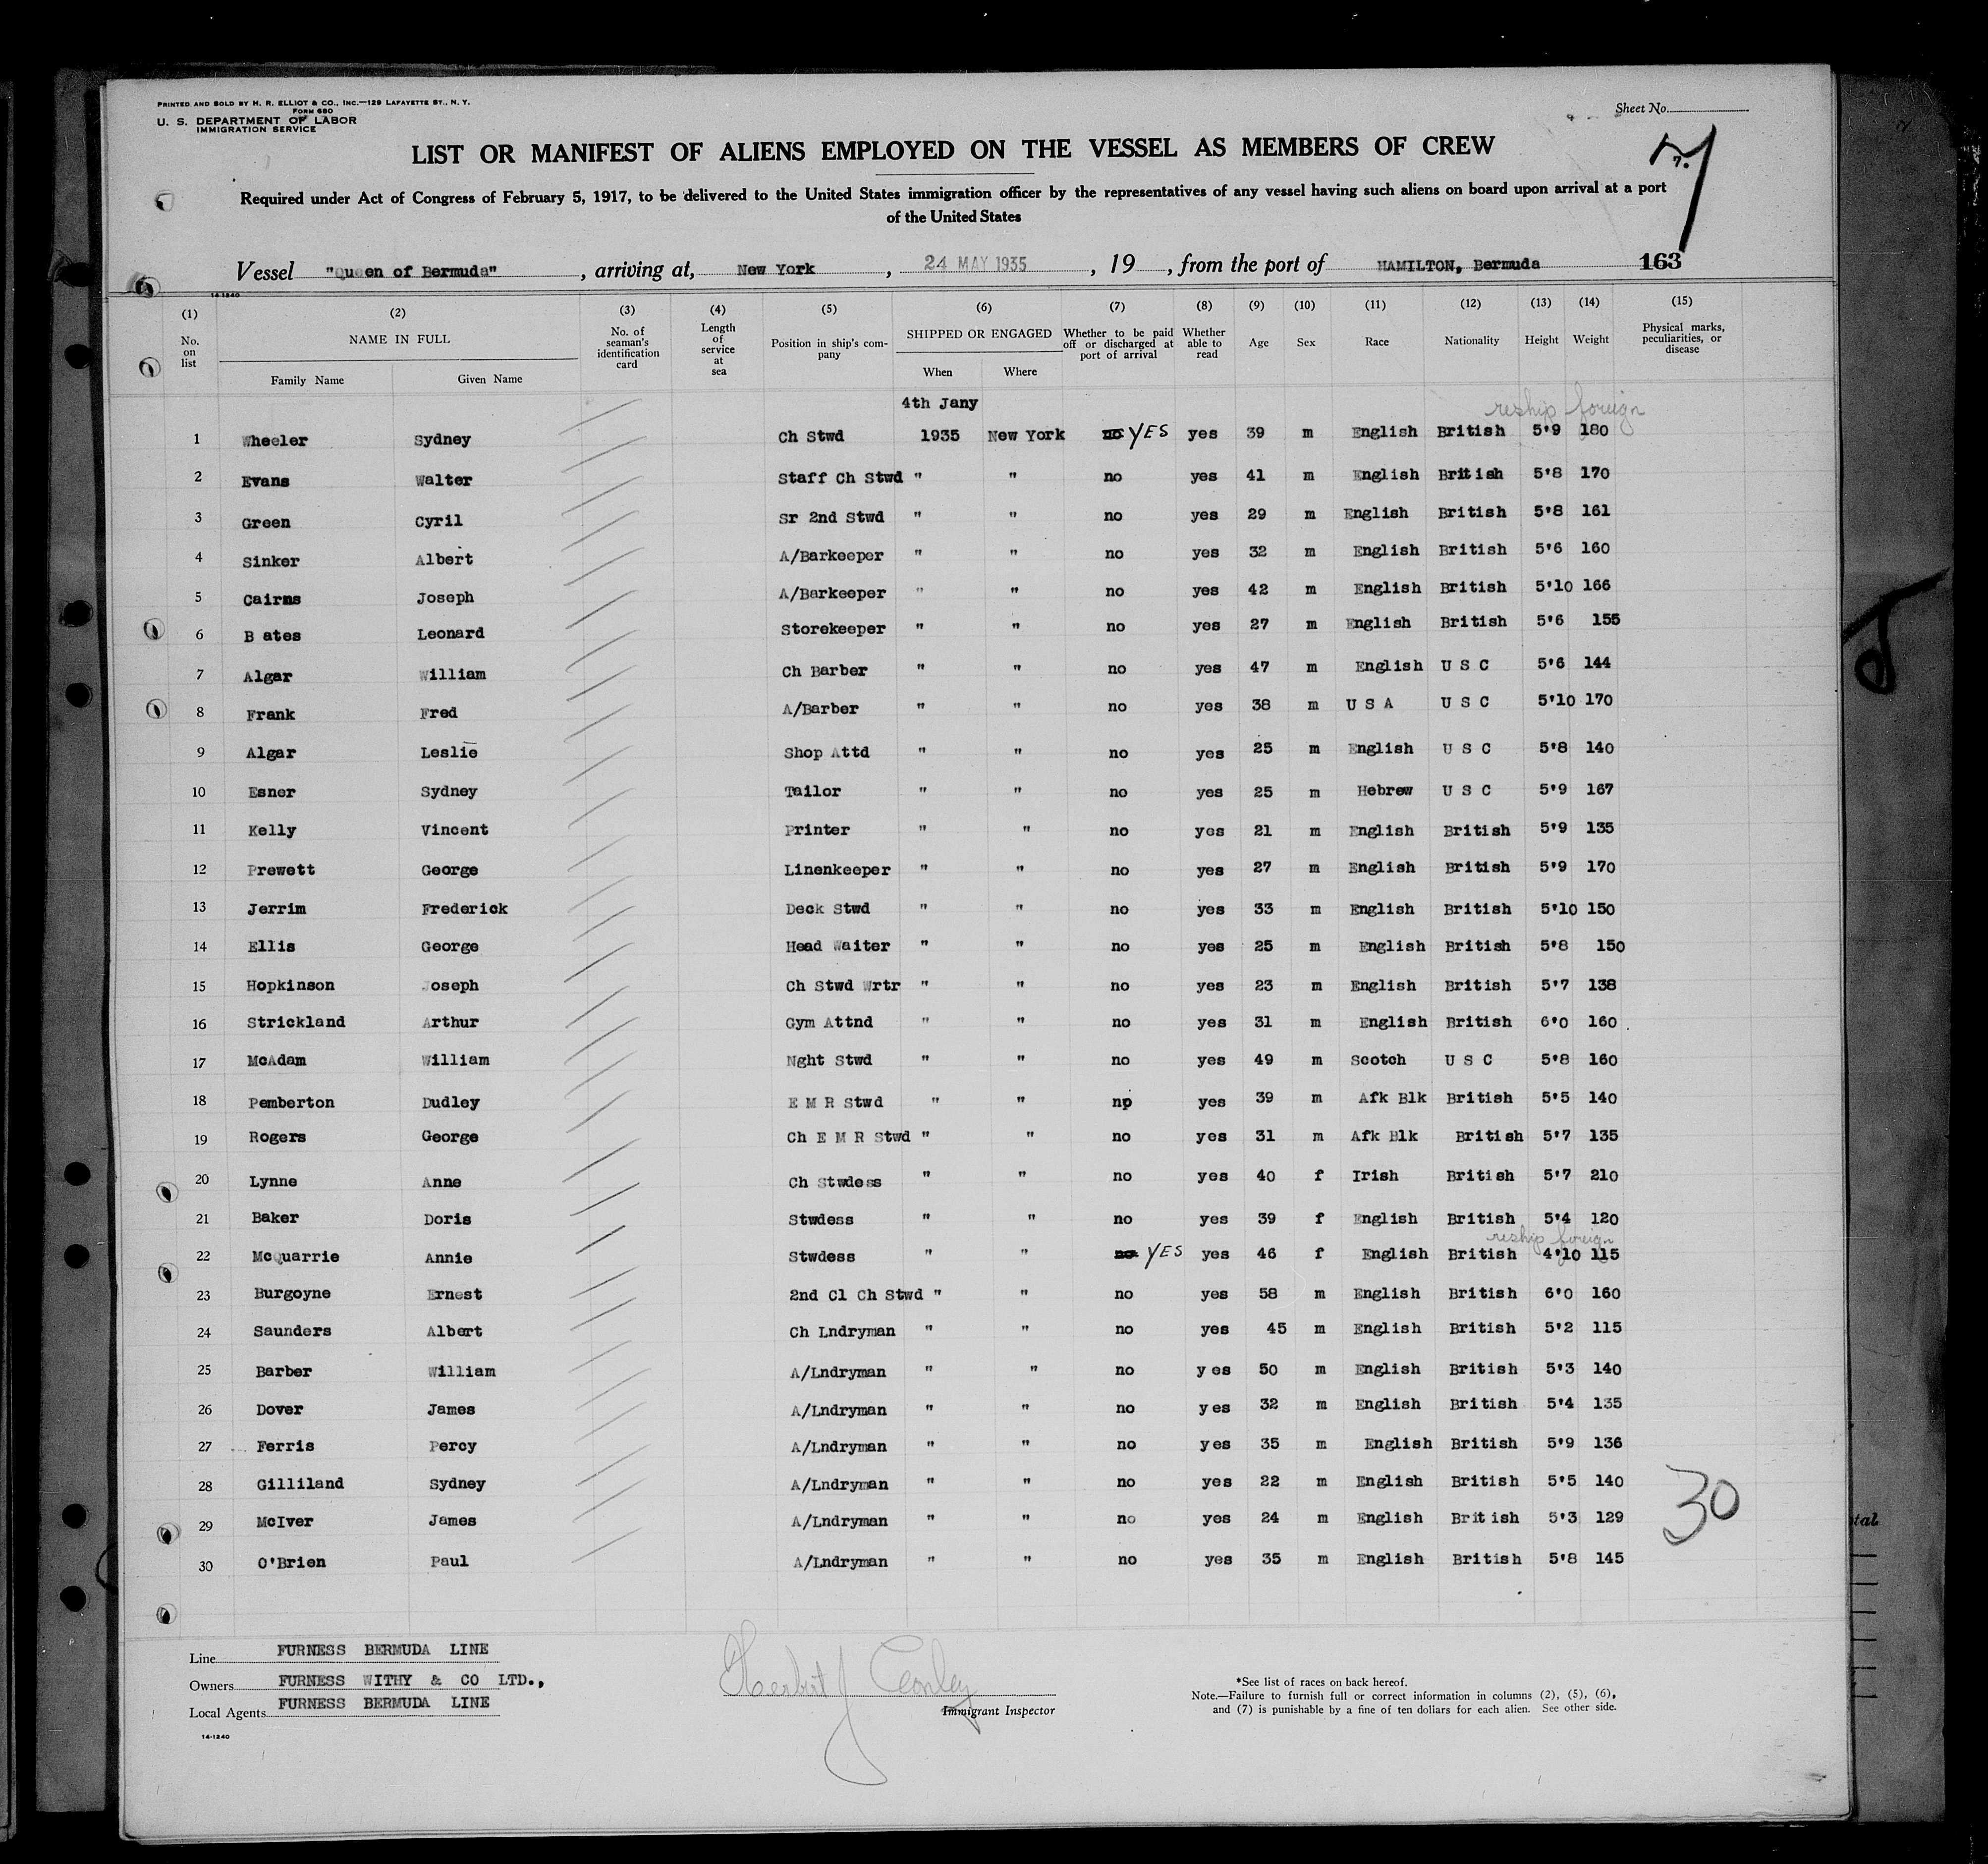 PRINTED AND SOLD BY H. R. ELLIOT & CO., INC.—129 LAFAYETTE ST., N. Y.
FORM 680
U. S. DEPARTMENT OF LABOR
IMMIGRATION SERVICE
Sheet No.
7.
7
LIST OR MANIFEST OF ALIENS EMPLOYED ON THE VESSEL AS MEMBERS OF CREW
Required under Act of Congress of February 5, 1917, to be delivered to the United States immigration officer by the representatives of any vessel having such aliens on board upon arrival at a port
of the United States
Vessel "Queen of Bermuda", arriving at, New York, 24 MAY 1935, 19, from the port of HAMILTON, Bermuda 163
14-1240
(1) No. on list (2) NAME IN FULL Family Name Given Name (3) No. of seaman's identification card (4) Length of service at sea (5) Position in ship's company (6) SHIPPED OR ENGAGED When Where (7) Whether to be paid off or discharged at port of arrival (8) Whether able to read (9) Age (10) Sex (11) Race (12) Nationality (13) Height (14) Weight (15) Physical marks, peculiarities, or disease
4th Jany reship foreign
1 Wheeler Sydney Ch Stwd 1935 New York no YES yes 39 m English British 5'9 180
2 Evans Walter Staff Ch Stwd " " no yes 41 m English British 5'8 170
3 Green Cyril Sr 2nd Stwd " " no yes 29 m English British 5'8 161
4 Sinker Albert A/Barkeeper " " no yes 32 m English British 5'6 160
5 Cairns Joseph A/Barkeeper " " no yes 42 m English British 5'10 166
6 B ates Leonard Storekeeper " " no yes 27 m English British 5'6 155
7 Algar William Ch Barber " " no yes 47 m English U S C 5'6 144
8 Frank Fred A/Barber " " no yes 38 m U S A U S C 5'10 170
9 Algar Leslie Shop Attd " " no yes 25 m English U S C 5'8 140
10 Esner Sydney Tailor " " no yes 25 m Hebrew U S C 5'9 167
11 Kelly Vincent Printer " " no yes 21 m English British 5'9 135
12 Prewett George Linenkeeper " " no yes 27 m English British 5'9 170
13 Jerrim Frederick Deck Stwd " " no yes 33 m English British 5'10 150
14 Ellis George Head Waiter " " no yes 25 m English British 5'8 150
15 Hopkinson Joseph Ch Stwd Wrtr " " no yes 23 m English British 5'7 138
16 Strickland Arthur Gym Attnd " " no yes 31 m English British 6'0 160
17 McAdam William Nght Stwd " " no yes 49 m Scotch U S C 5'8 160
18 Pemberton Dudley E M R Stwd " " np yes 39 m Afk Blk British 5'5 140
19 Rogers George Ch E M R Stwd " " no yes 31 m Afk Blk British 5'7 135
20 Lynne Anne Ch Stwdess " " no yes 40 f Irish British 5'7 210
21 Baker Doris Stwdess " " no yes 39 f English British 5'4 120
reship foreign
22 McQuarrie Annie Stwdess " " no YES yes 46 f English British 4'10 115
23 Burgoyne Ernest 2nd Cl Ch Stwd " " no yes 58 m English British 6'0 160
24 Saunders Albert Ch Lndryman " " no yes 45 m English British 5'2 115
25 Barber William A/Lndryman " " no yes 50 m English British 5'3 140
26 Dover James A/Lndryman " " no yes 32 m English British 5'4 135
27 Ferris Percy A/Lndryman " " no yes 35 m English British 5'9 136
28 Gilliland Sydney A/Lndryman " " no yes 22 m English British 5'5 140
29 McIver James A/Lndryman " " no yes 24 m English British 5'3 129
30 O'Brien Paul A/Lndryman " " no yes 35 m English British 5'8 145
30
Line FURNESS BERMUDA LINE
Owners FURNESS WITHY & CO LTD.,
Local Agents FURNESS BERMUDA LINE
14-1240
Herbert J Conley
Immigrant Inspector
*See list of races on back hereof.
Note.—Failure to furnish full or correct information in columns (2), (5), (6),
and (7) is punishable by a fine of ten dollars for each alien. See other side.